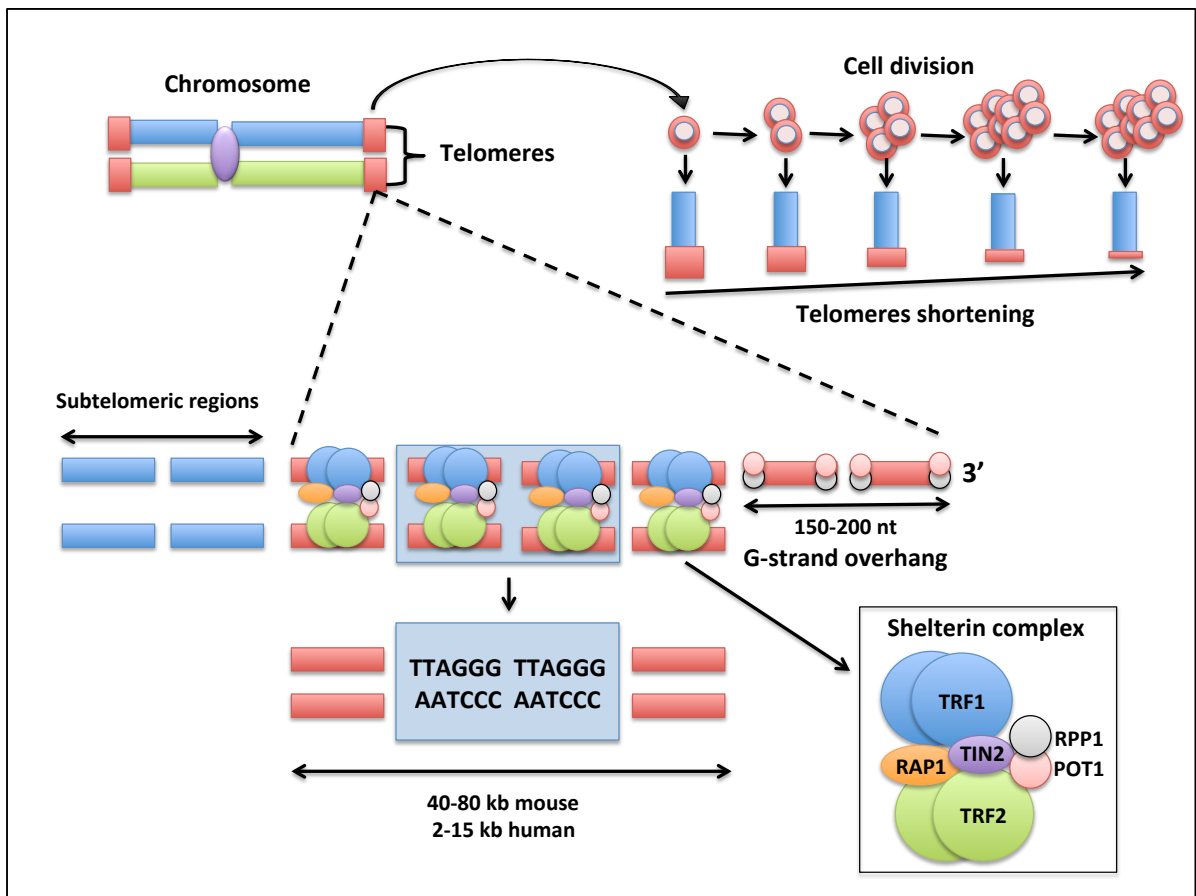 Chromosome
Telomeres
Cell division
Telomeres shortening
Subtelomeric regions
3’
150-200 nt
G-strand overhang
TTAGGG TTAGGG
AATCCC AATCCC
40-80 kb mouse
2-15 kb human
Shelterin complex
TRF1
RPP1
TIN2
RAP1
POT1
TRF2